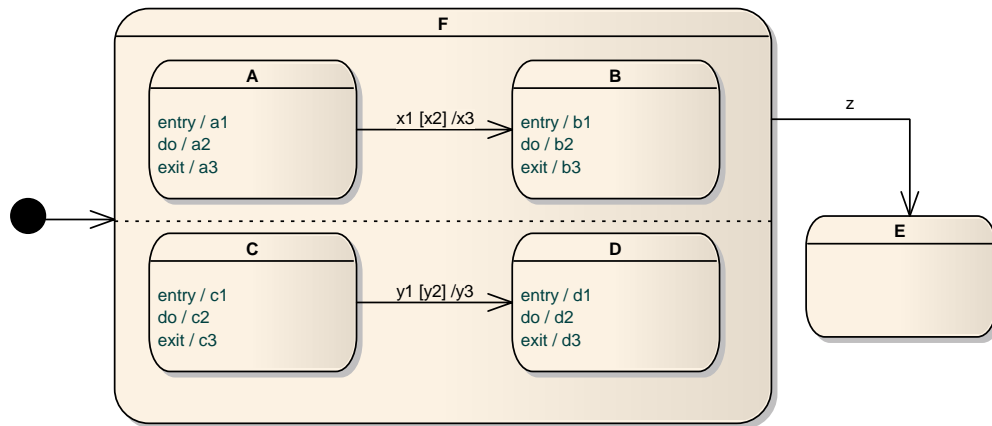 F
A
entry / a1
do / a2
exit / a3
x1 [x2] /x3
B
entry / b1
do / b2
exit / b3
z
C
entry / c1
do / c2
exit / c3
y1 [y2] /y3
D
entry / d1
do / d2
exit / d3
E